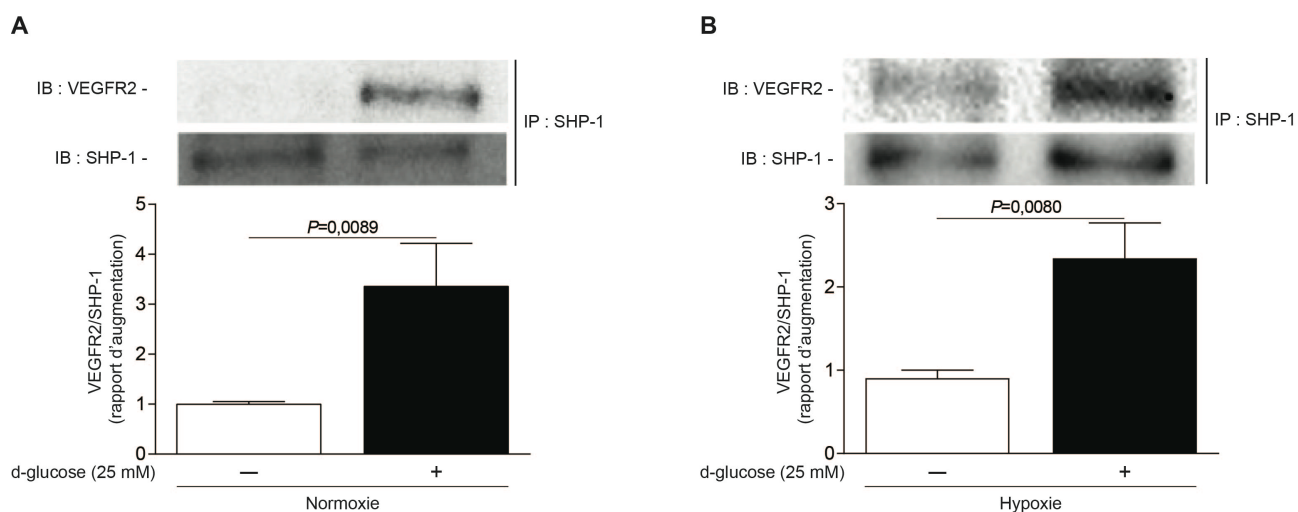 A
IB : VEGFR2 -
IB : SHP-1 -
IP : SHP-1
VEGFR2/SHP-1
(rapport d'augmentation)
5
4
3
2
1
0
P=0,0089
d-glucose (25 mM)
— +
Normoxie
B
IB : VEGFR2 -
IB : SHP-1 -
IP : SHP-1
VEGFR2/SHP-1
(rapport d'augmentation)
3
2
1
0
P=0,0080
d-glucose (25 mM)
— +
Hypoxie